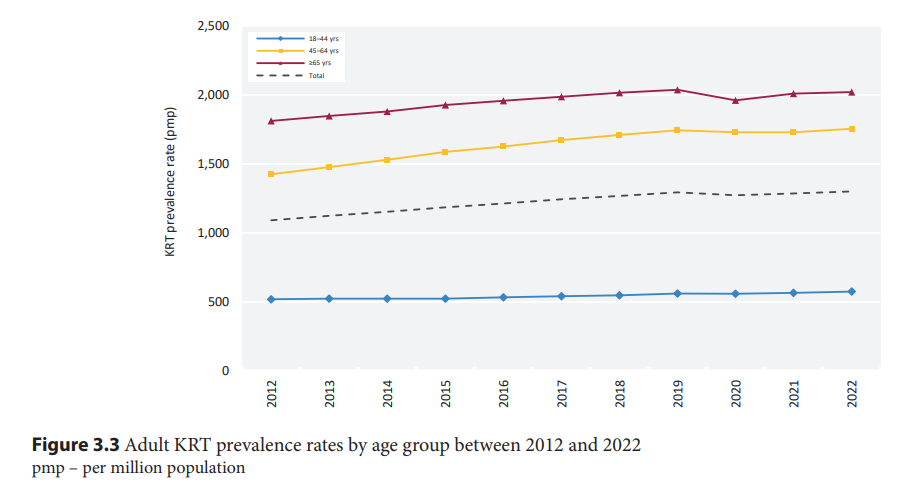 2,500
2,000
1,500
1,000
500
0
KRT prevalence rate (pmp)
18–44 yrs
45–64 yrs
≥65 yrs
Total
2012
2013
2014
2015
2016
2017
2018
2019
2020
2021
2022
Figure 3.3 Adult KRT prevalence rates by age group between 2012 and 2022
pmp – per million population